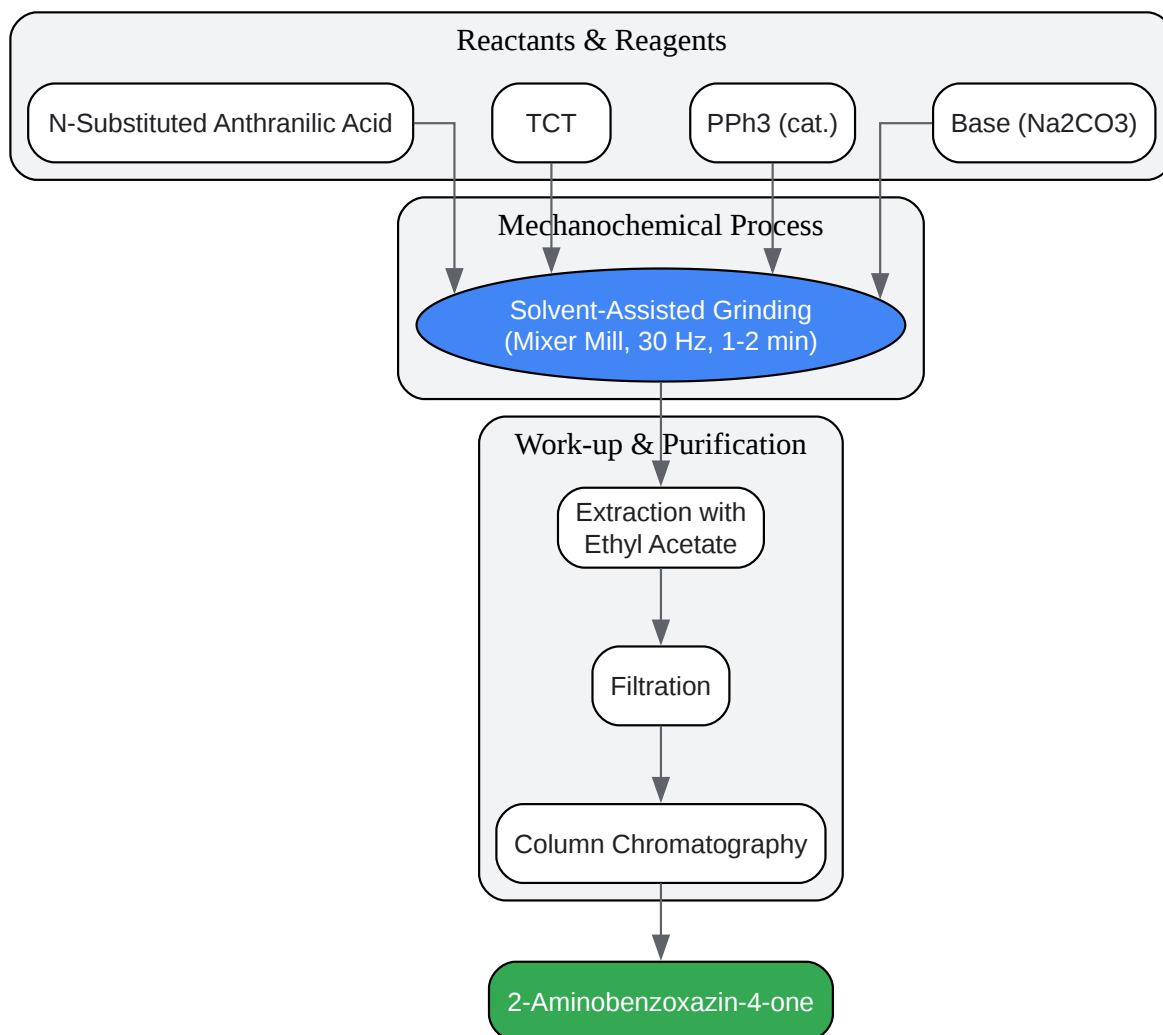 Reactants & Reagents
N-Substituted Anthranilic Acid
TCT
PPh3 (cat.)
Base (Na2CO3)
Mechanochemical Process
Solvent-Assisted Grinding
(Mixer Mill, 30 Hz, 1-2 min)
Work-up & Purification
Extraction with
Ethyl Acetate
Filtration
Column Chromatography
2-Aminobenzoxazin-4-one